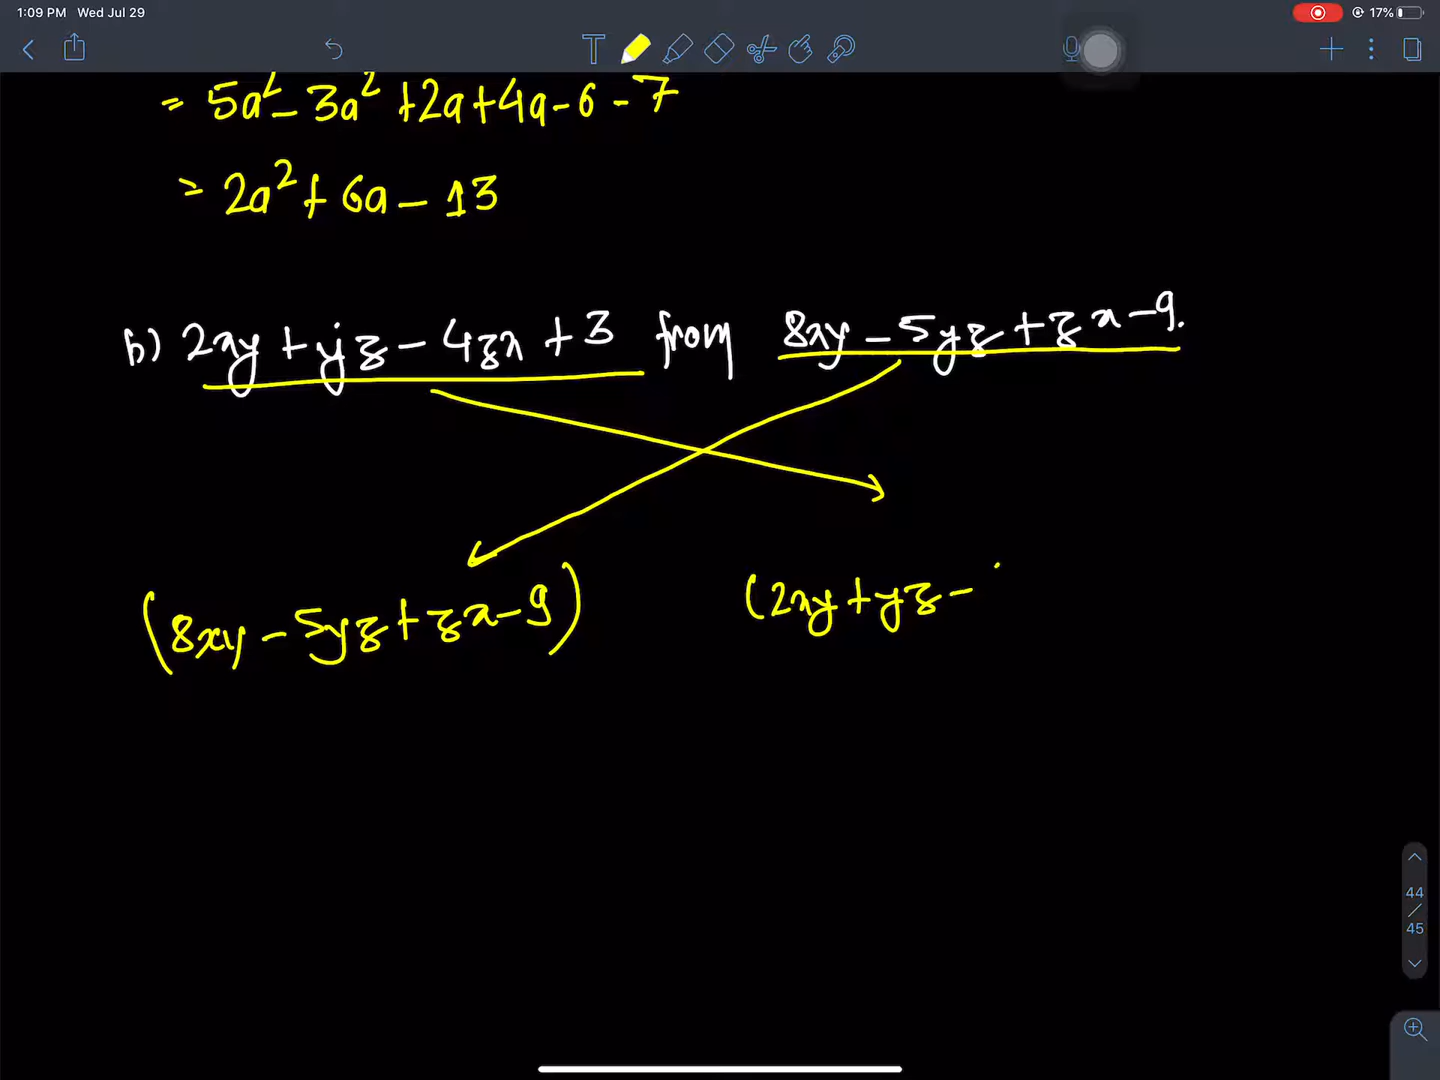 1:09 PM Wed Jul 29 17%
= 5a² - 3a² + 2a + 4a - 6 - 7
= 2a² + 6a - 13
b) 2xy + yz - 4zx + 3 from 8xy - 5yz + zx - 9.
(8xy - 5yz + zx - 9) (2xy + yz -
44
/
45